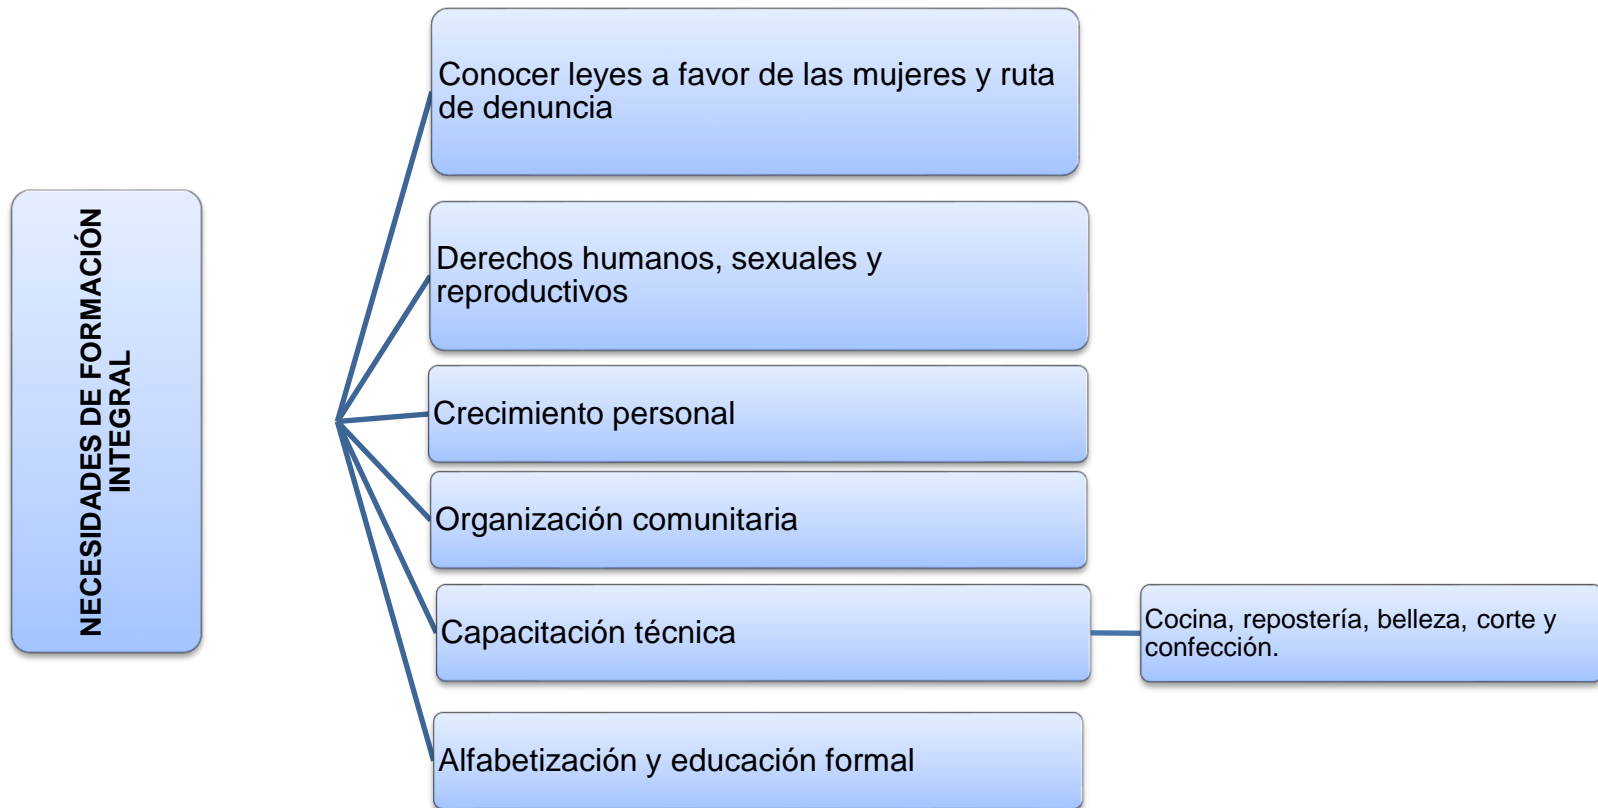 NECESIDADES DE FORMACIÓN
INTEGRAL
Conocer leyes a favor de las mujeres y ruta
de denuncia
Derechos humanos, sexuales y
reproductivos
Crecimiento personal
Organización comunitaria
Capacitación técnica
Cocina, repostería, belleza, corte y
confección.
Alfabetización y educación formal